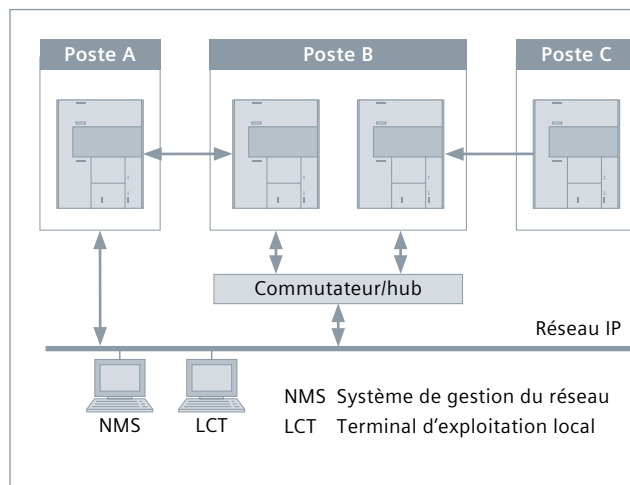 Poste A
Poste B
Poste C
Commutateur/hub
Réseau IP
NMS Système de gestion du réseau
LCT Terminal d’exploitation local
NMS
LCT